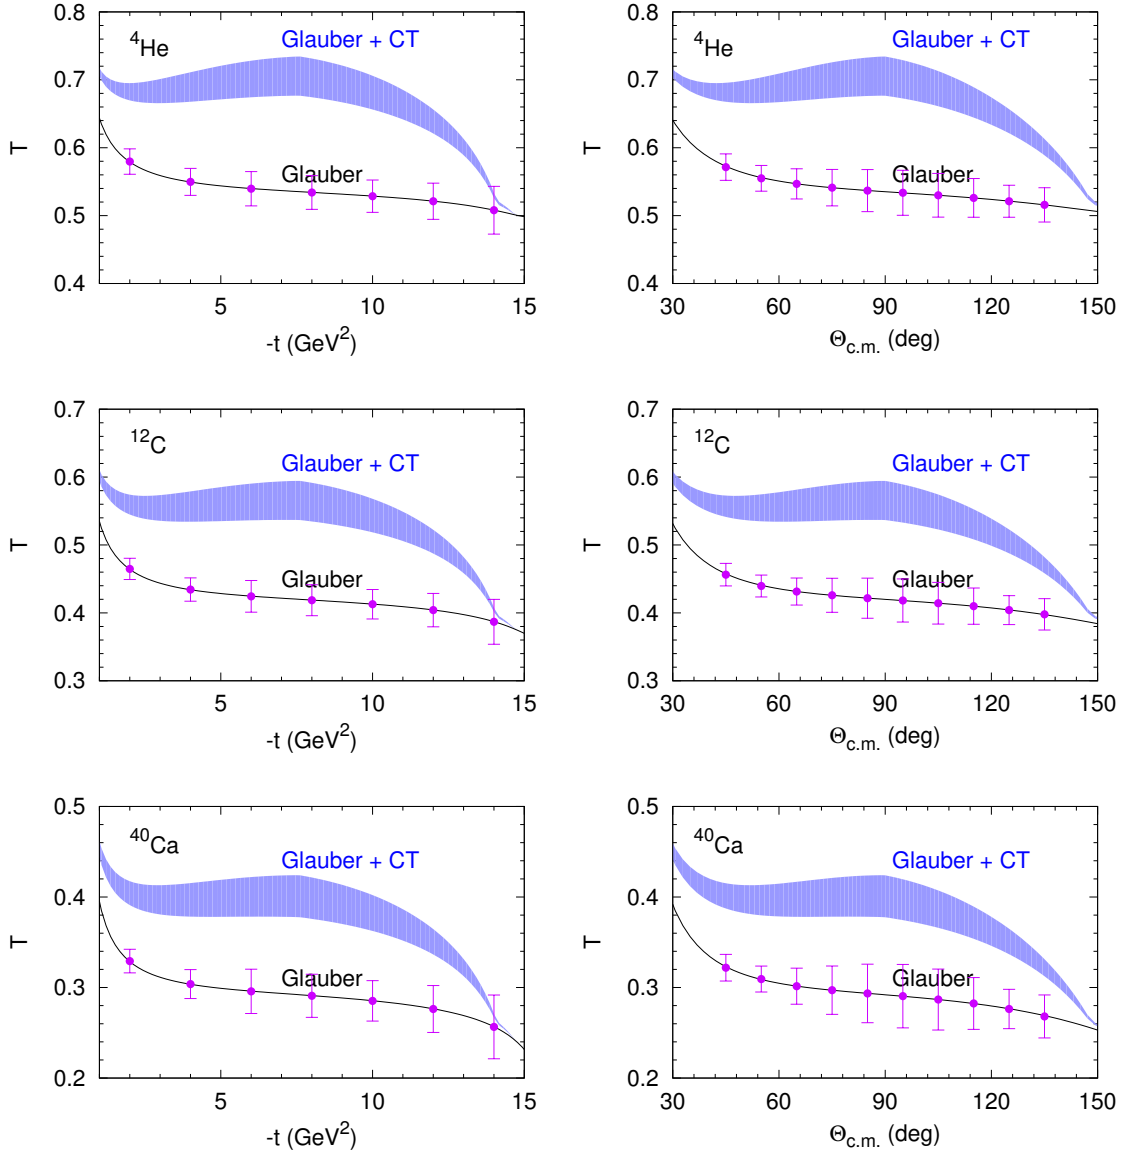 0.8
0.7
0.6
0.5
0.4
T
⁴He
Glauber + CT
Glauber
5
10
15
-t (GeV²)
0.8
0.7
0.6
0.5
0.4
T
⁴He
Glauber + CT
Glauber
30
60
90
120
150
Θc.m. (deg)
0.7
0.6
0.5
0.4
0.3
T
¹²C
Glauber + CT
Glauber
5
10
15
-t (GeV²)
0.7
0.6
0.5
0.4
0.3
T
¹²C
Glauber + CT
Glauber
30
60
90
120
150
Θc.m. (deg)
0.5
0.4
0.3
0.2
T
⁴⁰Ca
Glauber + CT
Glauber
5
10
15
-t (GeV²)
0.5
0.4
0.3
0.2
T
⁴⁰Ca
Glauber + CT
Glauber
30
60
90
120
150
Θc.m. (deg)